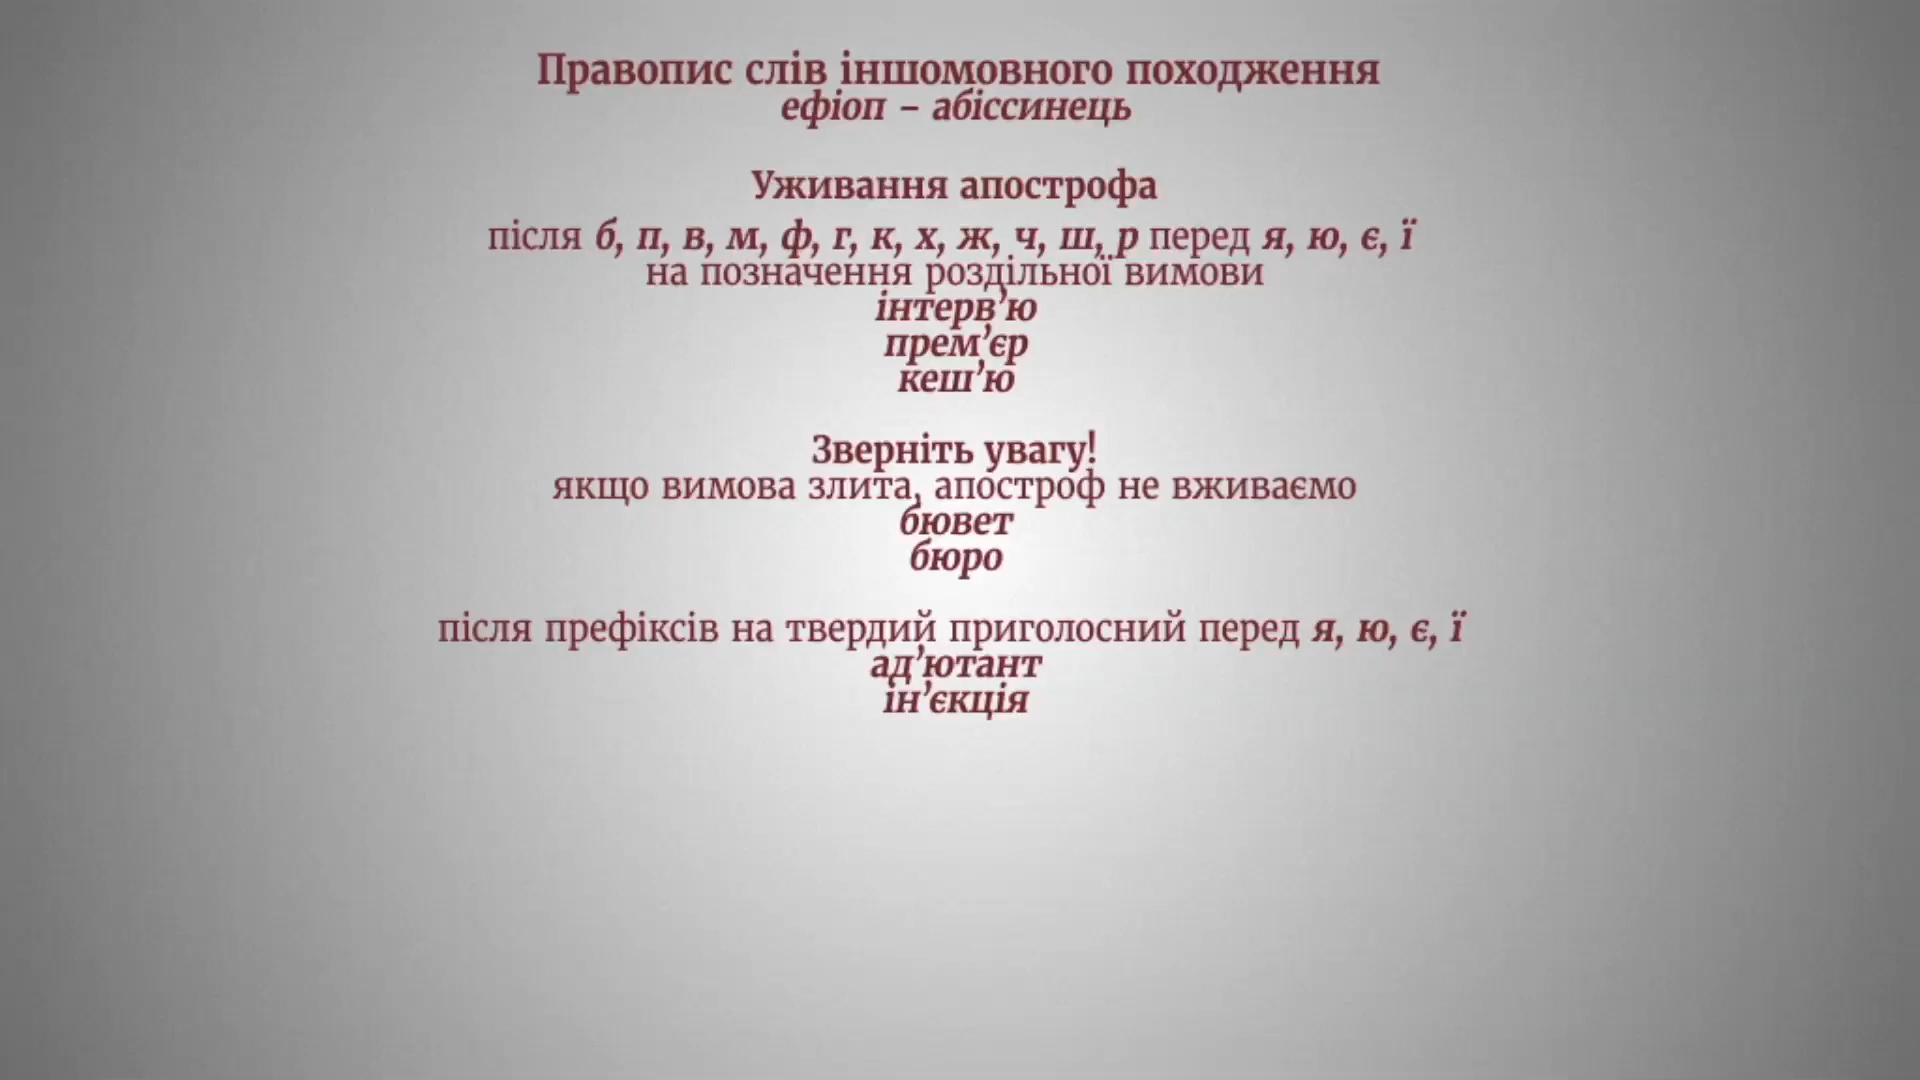 Правопис слів іншомовного походження
ефіоп – абіссинець
Уживання апострофа
після б, п, в, м, ф, г, к, х, ж, ч, ш, р перед я, ю, є, ї
на позначення роздільної вимови
інтерв’ю
прем’єр
кеш’ю
Зверніть увагу!
якщо вимова злита, апостроф не вживаємо
бювет
бюро
після префіксів на твердий приголосний перед я, ю, є, ї
ад’ютант
ін’єкція